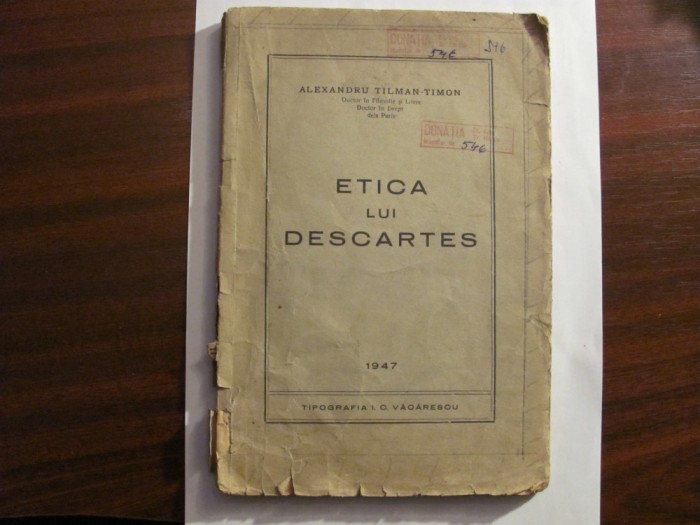 DONAȚIA
546
546
ALEXANDRU TILMAN-TIMON
Doctor în Filosofie și Litere
Doctor în Drept
dela Paris
DONAȚIA
546
ETICA
LUI
DESCARTES
1947
TIPOGRAFIA I. C. VĂCĂRESCU